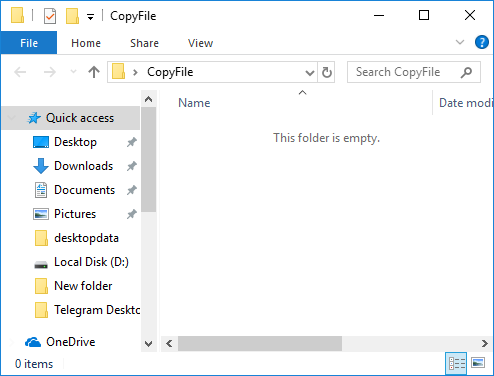 CopyFile
File Home Share View
CopyFile Search CopyFile
Name Date modi
This folder is empty.
Quick access
Desktop
Downloads
Documents
Pictures
desktopdata
Local Disk (D:)
New folder
Telegram Deskto
OneDrive
0 items